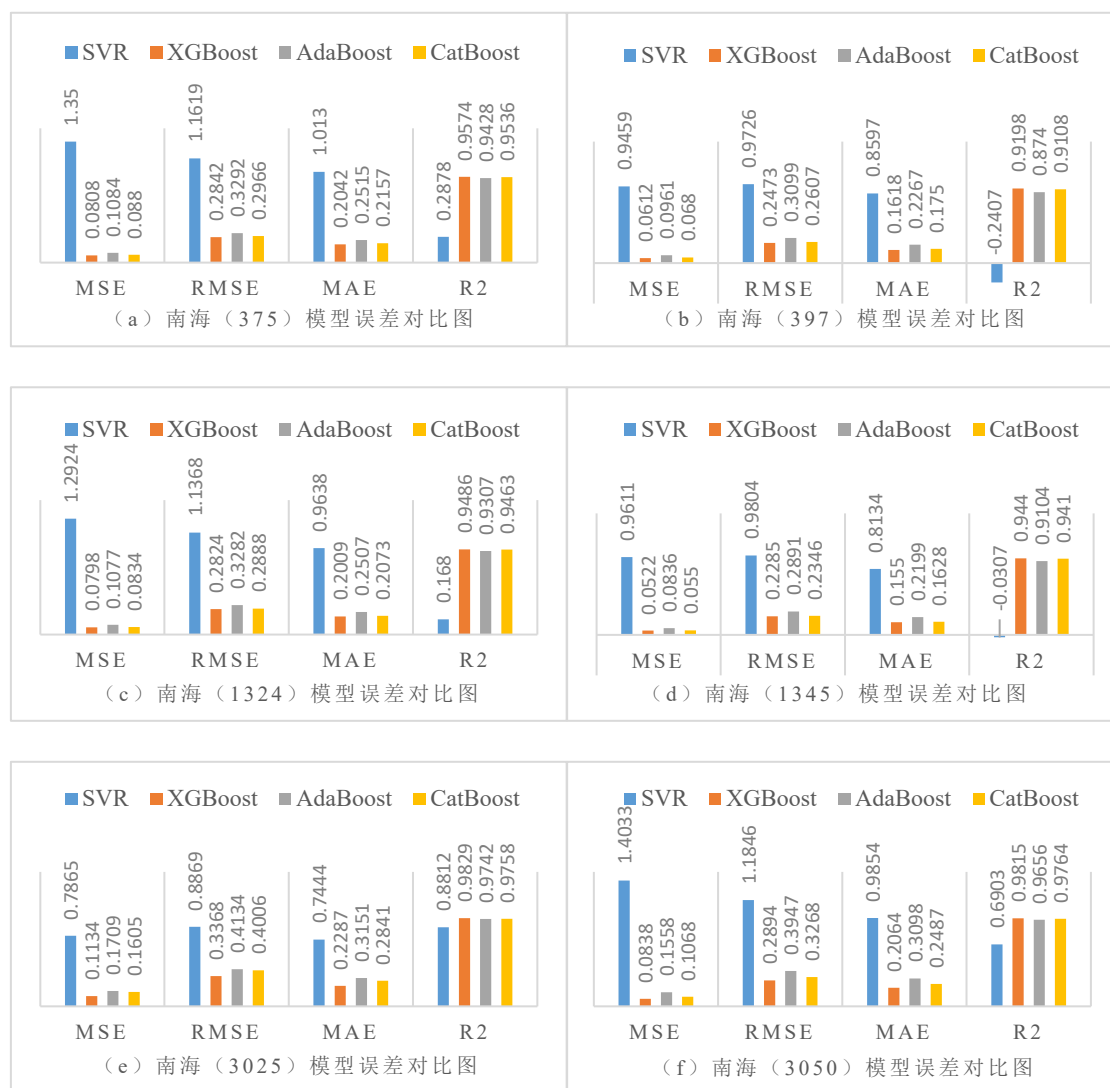 SVR XGBoost AdaBoost CatBoost
1.35 0.0808 0.1084 0.088 1.1619 0.2842 0.3292 0.2966 1.013 0.2042 0.2515 0.2157 0.2878 0.9574 0.9428 0.9536
MSE RMSE MAE R2
（a）南海（375）模型误差对比图
SVR XGBoost AdaBoost CatBoost
0.9459 0.0612 0.0961 0.068 0.9726 0.2473 0.3099 0.2607 0.8597 0.1618 0.2267 0.175 -0.2407 0.9198 0.874 0.9108
MSE RMSE MAE R2
（b）南海（397）模型误差对比图
SVR XGBoost AdaBoost CatBoost
1.2924 0.0798 0.1077 0.0834 1.1368 0.2824 0.3282 0.2888 0.9638 0.2009 0.2507 0.2073 0.168 0.9486 0.9307 0.9463
MSE RMSE MAE R2
（c）南海（1324）模型误差对比图
SVR XGBoost AdaBoost CatBoost
0.9611 0.0522 0.0836 0.055 0.9804 0.2285 0.2891 0.2346 0.8134 0.155 0.2199 0.1628 -0.0307 0.944 0.9104 0.941
MSE RMSE MAE R2
（d）南海（1345）模型误差对比图
SVR XGBoost AdaBoost CatBoost
0.7865 0.1134 0.1709 0.1605 0.8869 0.3368 0.4134 0.4006 0.7444 0.2287 0.3151 0.2841 0.8812 0.9829 0.9742 0.9758
MSE RMSE MAE R2
（e）南海（3025）模型误差对比图
SVR XGBoost AdaBoost CatBoost
1.4033 0.0838 0.1558 0.1068 1.1846 0.2894 0.3947 0.3268 0.9854 0.2064 0.3098 0.2487 0.6903 0.9815 0.9656 0.9764
MSE RMSE MAE R2
（f）南海（3050）模型误差对比图